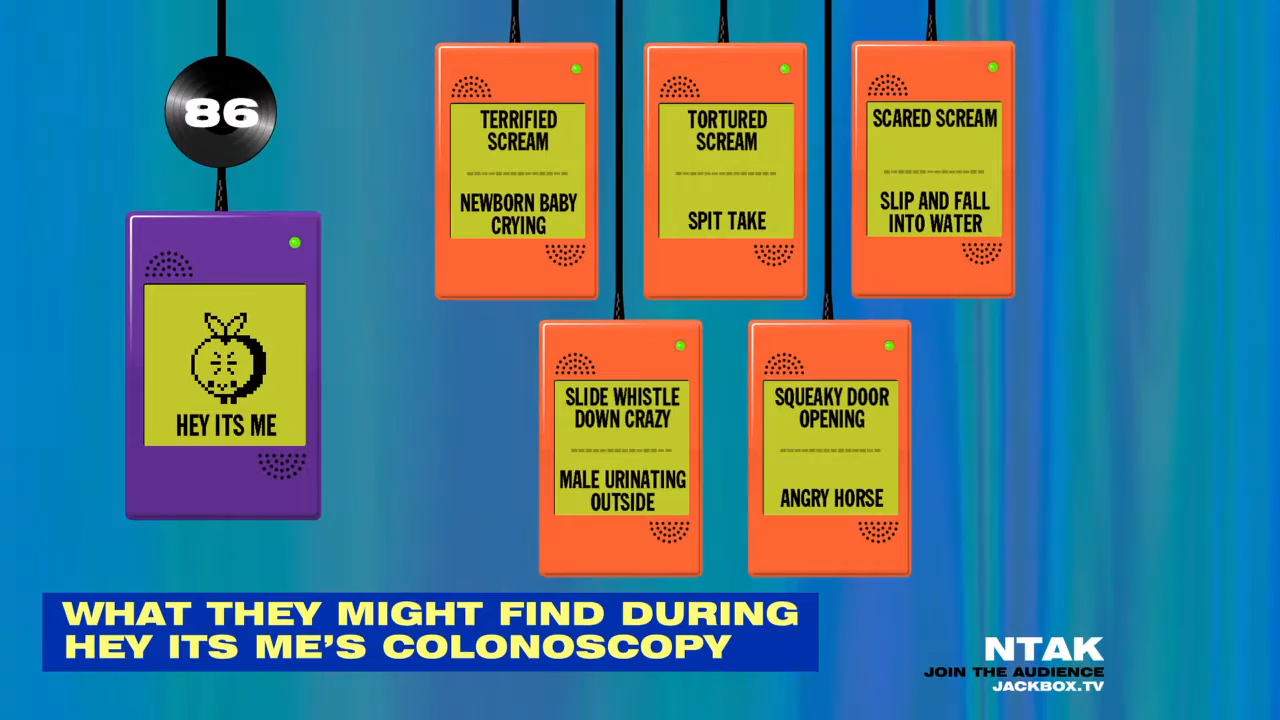 86
HEY ITS ME
TERRIFIED
SCREAM
NEWBORN BABY
CRYING
TORTURED
SCREAM
SPIT TAKE
SCARED SCREAM
SLIP AND FALL
INTO WATER
SLIDE WHISTLE
DOWN CRAZY
MALE URINATING
OUTSIDE
SQUEAKY DOOR
OPENING
ANGRY HORSE
WHAT THEY MIGHT FIND DURING
HEY ITS ME'S COLONOSCOPY
NTAK
JOIN THE AUDIENCE
JACKBOX.TV